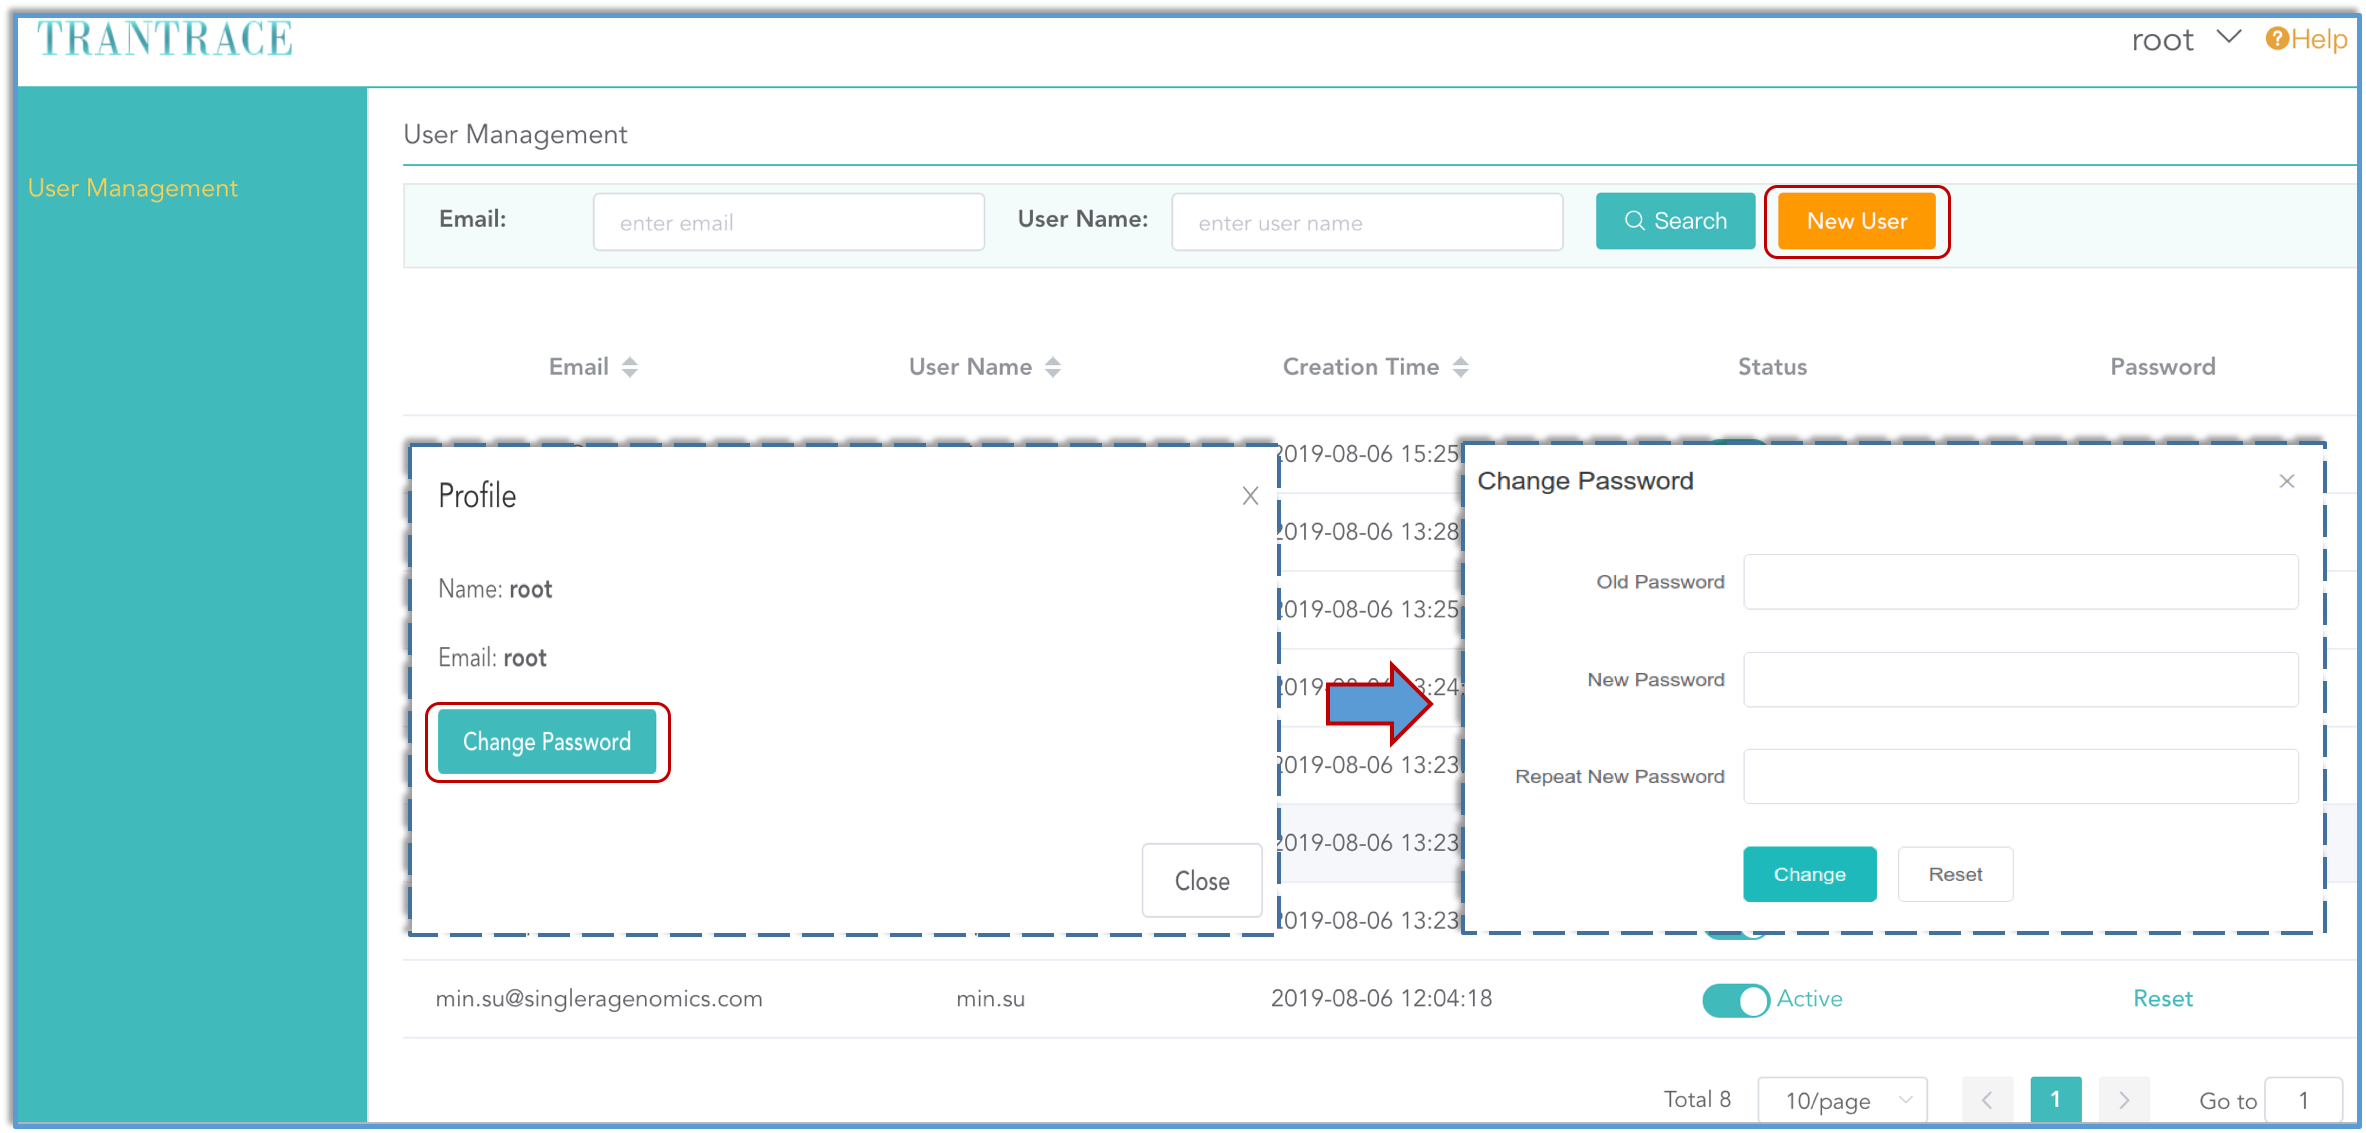 TRANTRACE
root
Help
User Management
User Management
Email:
enter email
User Name:
enter user name
Search
New User
Email
User Name
Creation Time
Status
Password
2019-08-06 15:25
2019-08-06 13:28
2019-08-06 13:25
2019-08-06 13:24:
2019-08-06 13:23
2019-08-06 13:23
2019-08-06 13:23
Profile
Name: root
Email: root
Change Password
Close
Change Password
Old Password
New Password
Repeat New Password
Change
Reset
min.su@singleragenomics.com
min.su
2019-08-06 12:04:18
Active
Reset
Total 8
10/page
1
Go to
1